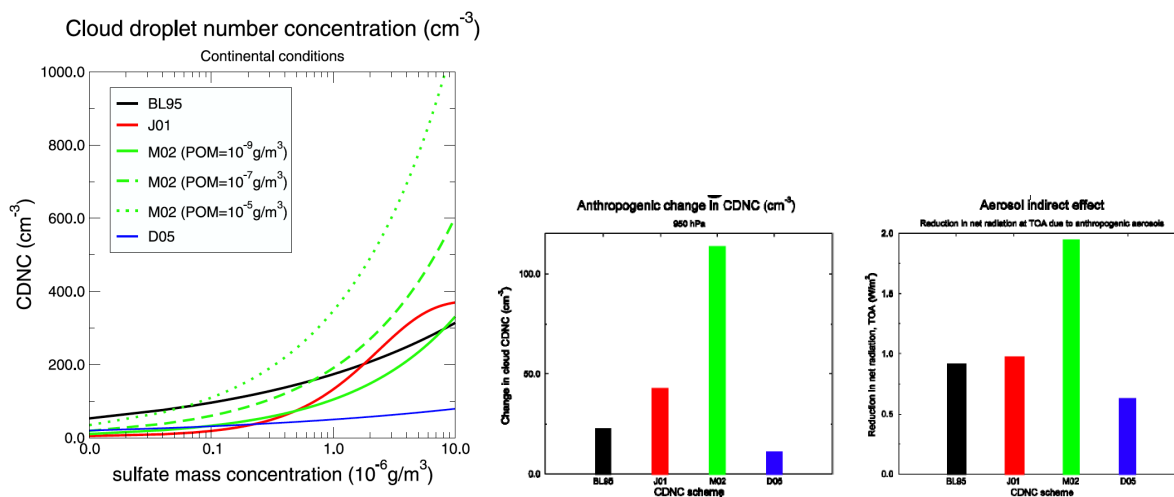 Cloud droplet number concentration (cm⁻³)
Continental conditions
1000.0
800.0
600.0
400.0
200.0
0.0
CDNC (cm⁻³)
BL95
J01
M02 (POM=10⁻⁹g/m³)
M02 (POM=10⁻⁷g/m³)
M02 (POM=10⁻⁵g/m³)
D05
0.0 0.1 1.0 10.0
sulfate mass concentration (10⁻⁶g/m³)
Anthropogenic change in CDNC (cm⁻³)
950 hPa
100.0
50.0
0.0
Change in cloud CDNC (cm⁻³)
BL95 J01 M02 D05
CDNC scheme
Aerosol indirect effect
Reduction in net radiation at TOA due to anthropogenic aerosols
2.0
1.5
1.0
0.5
0.0
Reduction in net radiation, TOA (W/m²)
BL95 J01 M02 D05
CDNC scheme